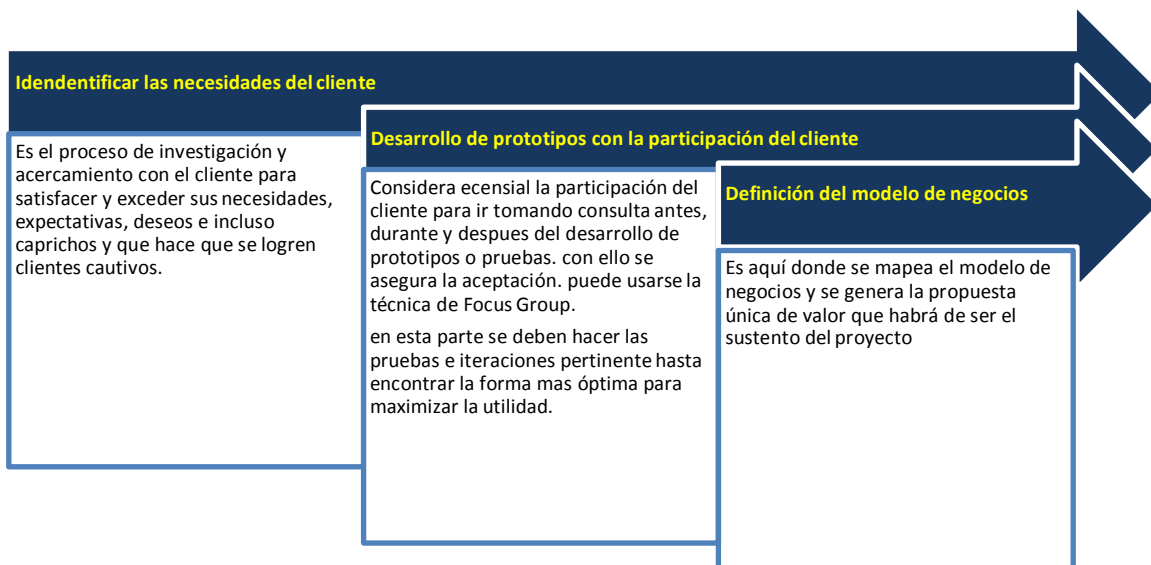 Idendentificar las necesidades del cliente
Es el proceso de investigación y
acercamiento con el cliente para
satisfacer y exceder sus necesidades,
expectativas, deseos e incluso
caprichos y que hace que se logren
clientes cautivos.
Desarrollo de prototipos con la participación del cliente
Considera ecensial la participación del
cliente para ir tomando consulta antes,
durante y despues del desarrollo de
prototipos o pruebas. con ello se
asegura la aceptación. puede usarse la
técnica de Focus Group.
en esta parte se deben hacer las
pruebas e iteraciones pertinente hasta
encontrar la forma mas óptima para
maximizar la utilidad.
Definición del modelo de negocios
Es aquí donde se mapea el modelo de
negocios y se genera la propuesta
única de valor que habrá de ser el
sustento del proyecto